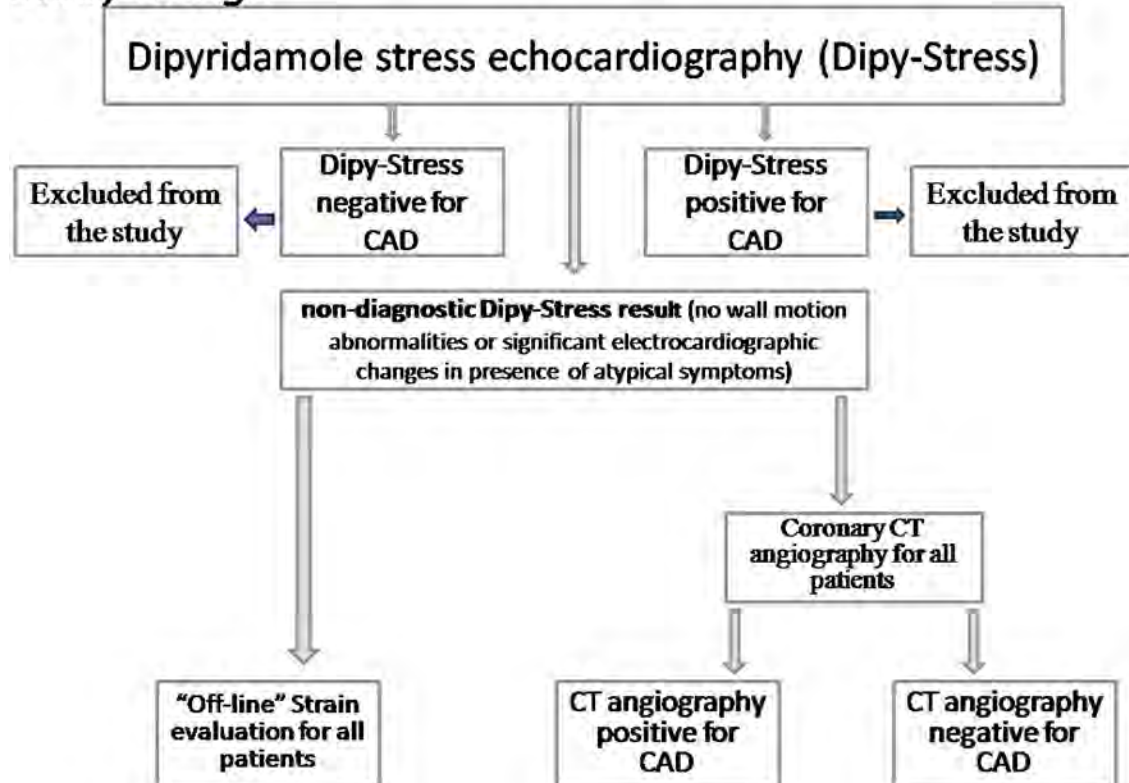 Dipyridamole stress echocardiography (Dipy-Stress)
Excluded from
the study
Dipy-Stress
negative for
CAD
Dipy-Stress
positive for
CAD
Excluded from
the study
non-diagnostic Dipy-Stress result (no wall motion
abnormalities or significant electrocardiographic
changes in presence of atypical symptoms)
Coronary CT
angiography for all
patients
“Off-line” Strain
evaluation for all
patients
CT angiography
positive for
CAD
CT angiography
negative for
CAD